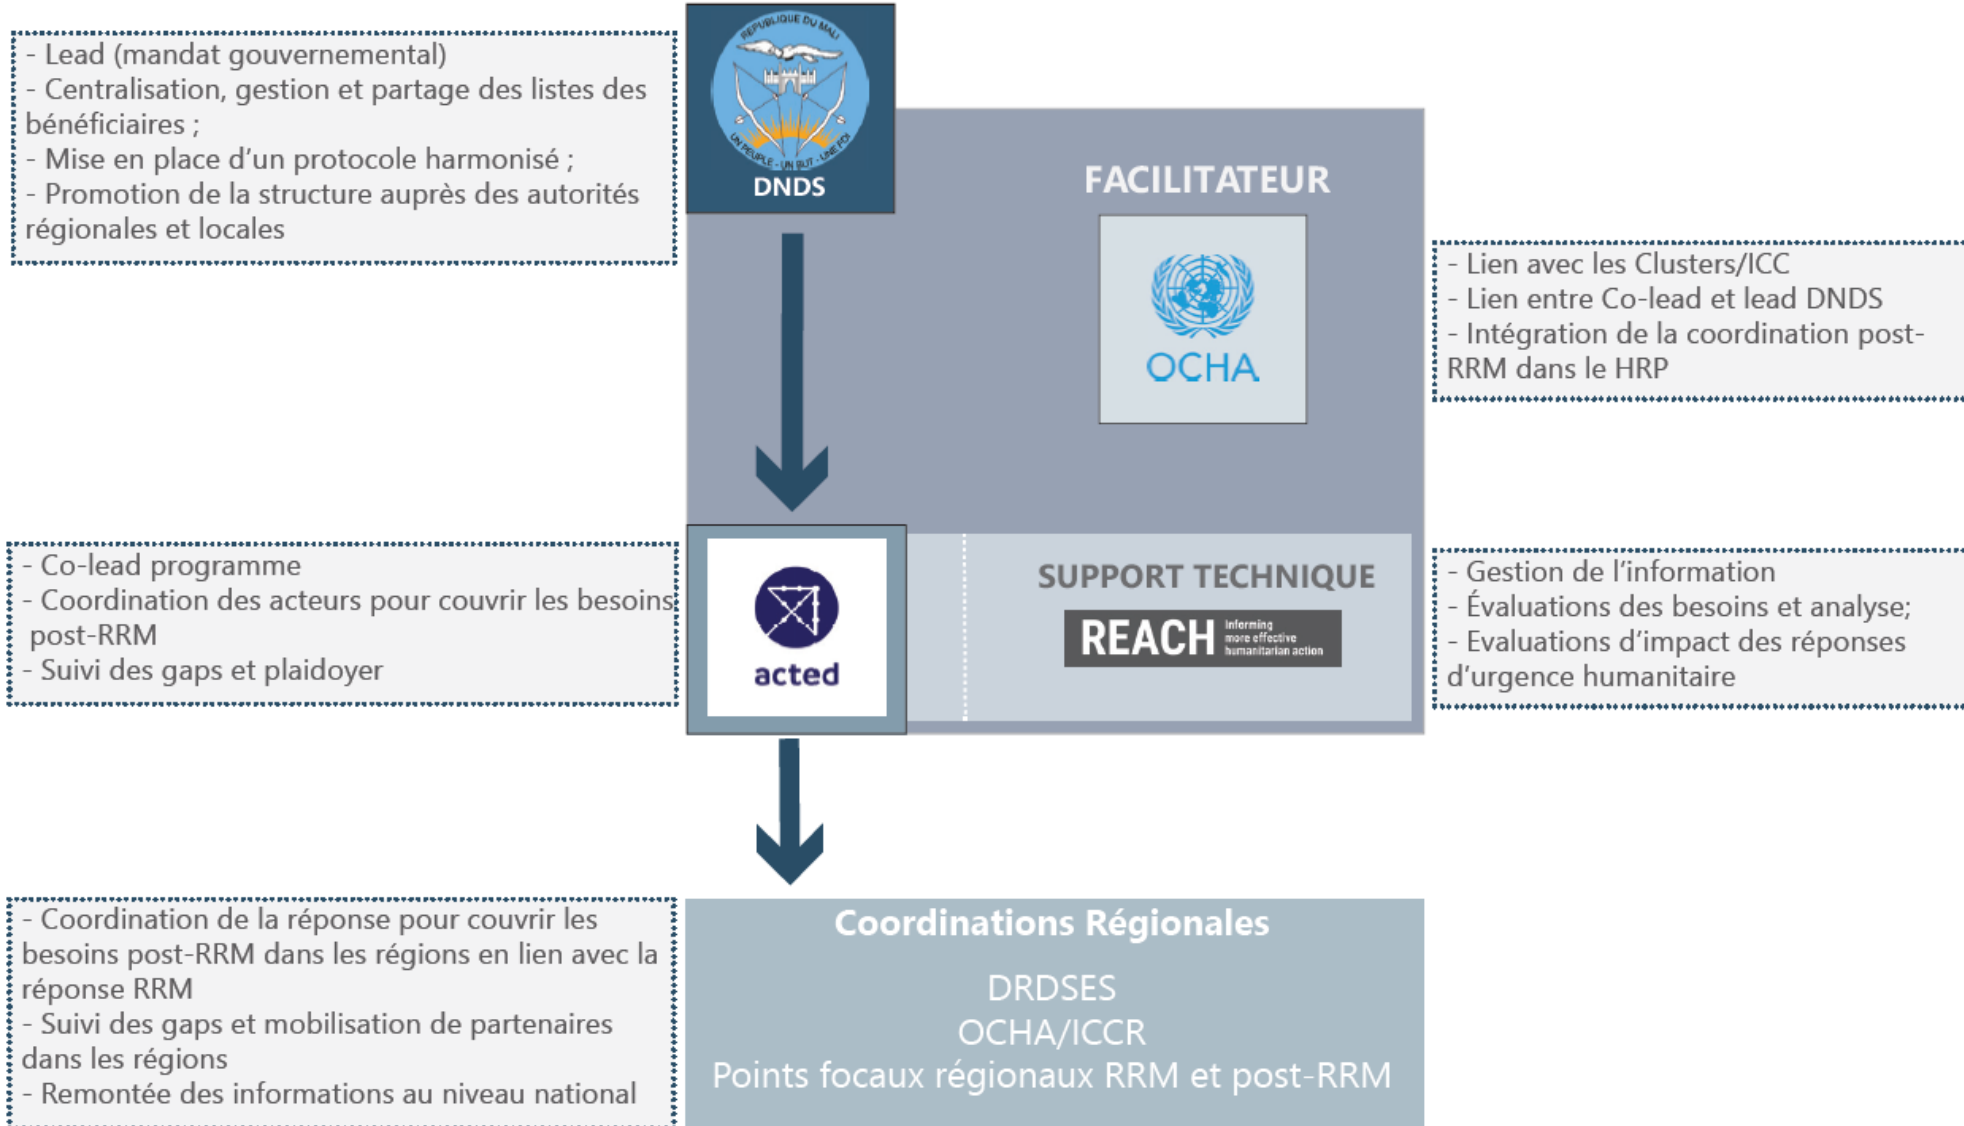 - Lead (mandat gouvernemental)
- Centralisation, gestion et partage des listes des
bénéficiaires ;
- Mise en place d'un protocole harmonisé ;
- Promotion de la structure auprès des autorités
régionales et locales
REPUBLIQUE DU MALI
UN PEUPLE - UN BUT - UNE FOI
DNDS
FACILITATEUR
OCHA
- Lien avec les Clusters/ICC
- Lien entre Co-lead et lead DNDS
- Intégration de la coordination post-
RRM dans le HRP
- Co-lead programme
- Coordination des acteurs pour couvrir les besoins
post-RRM
- Suivi des gaps et plaidoyer
acted
SUPPORT TECHNIQUE
REACH
Informing
more effective
humanitarian action
- Gestion de l'information
- Évaluations des besoins et analyse;
- Evaluations d'impact des réponses
d'urgence humanitaire
- Coordination de la réponse pour couvrir les
besoins post-RRM dans les régions en lien avec la
réponse RRM
- Suivi des gaps et mobilisation de partenaires
dans les régions
- Remontée des informations au niveau national
Coordinations Régionales
DRDSES
OCHA/ICCR
Points focaux régionaux RRM et post-RRM